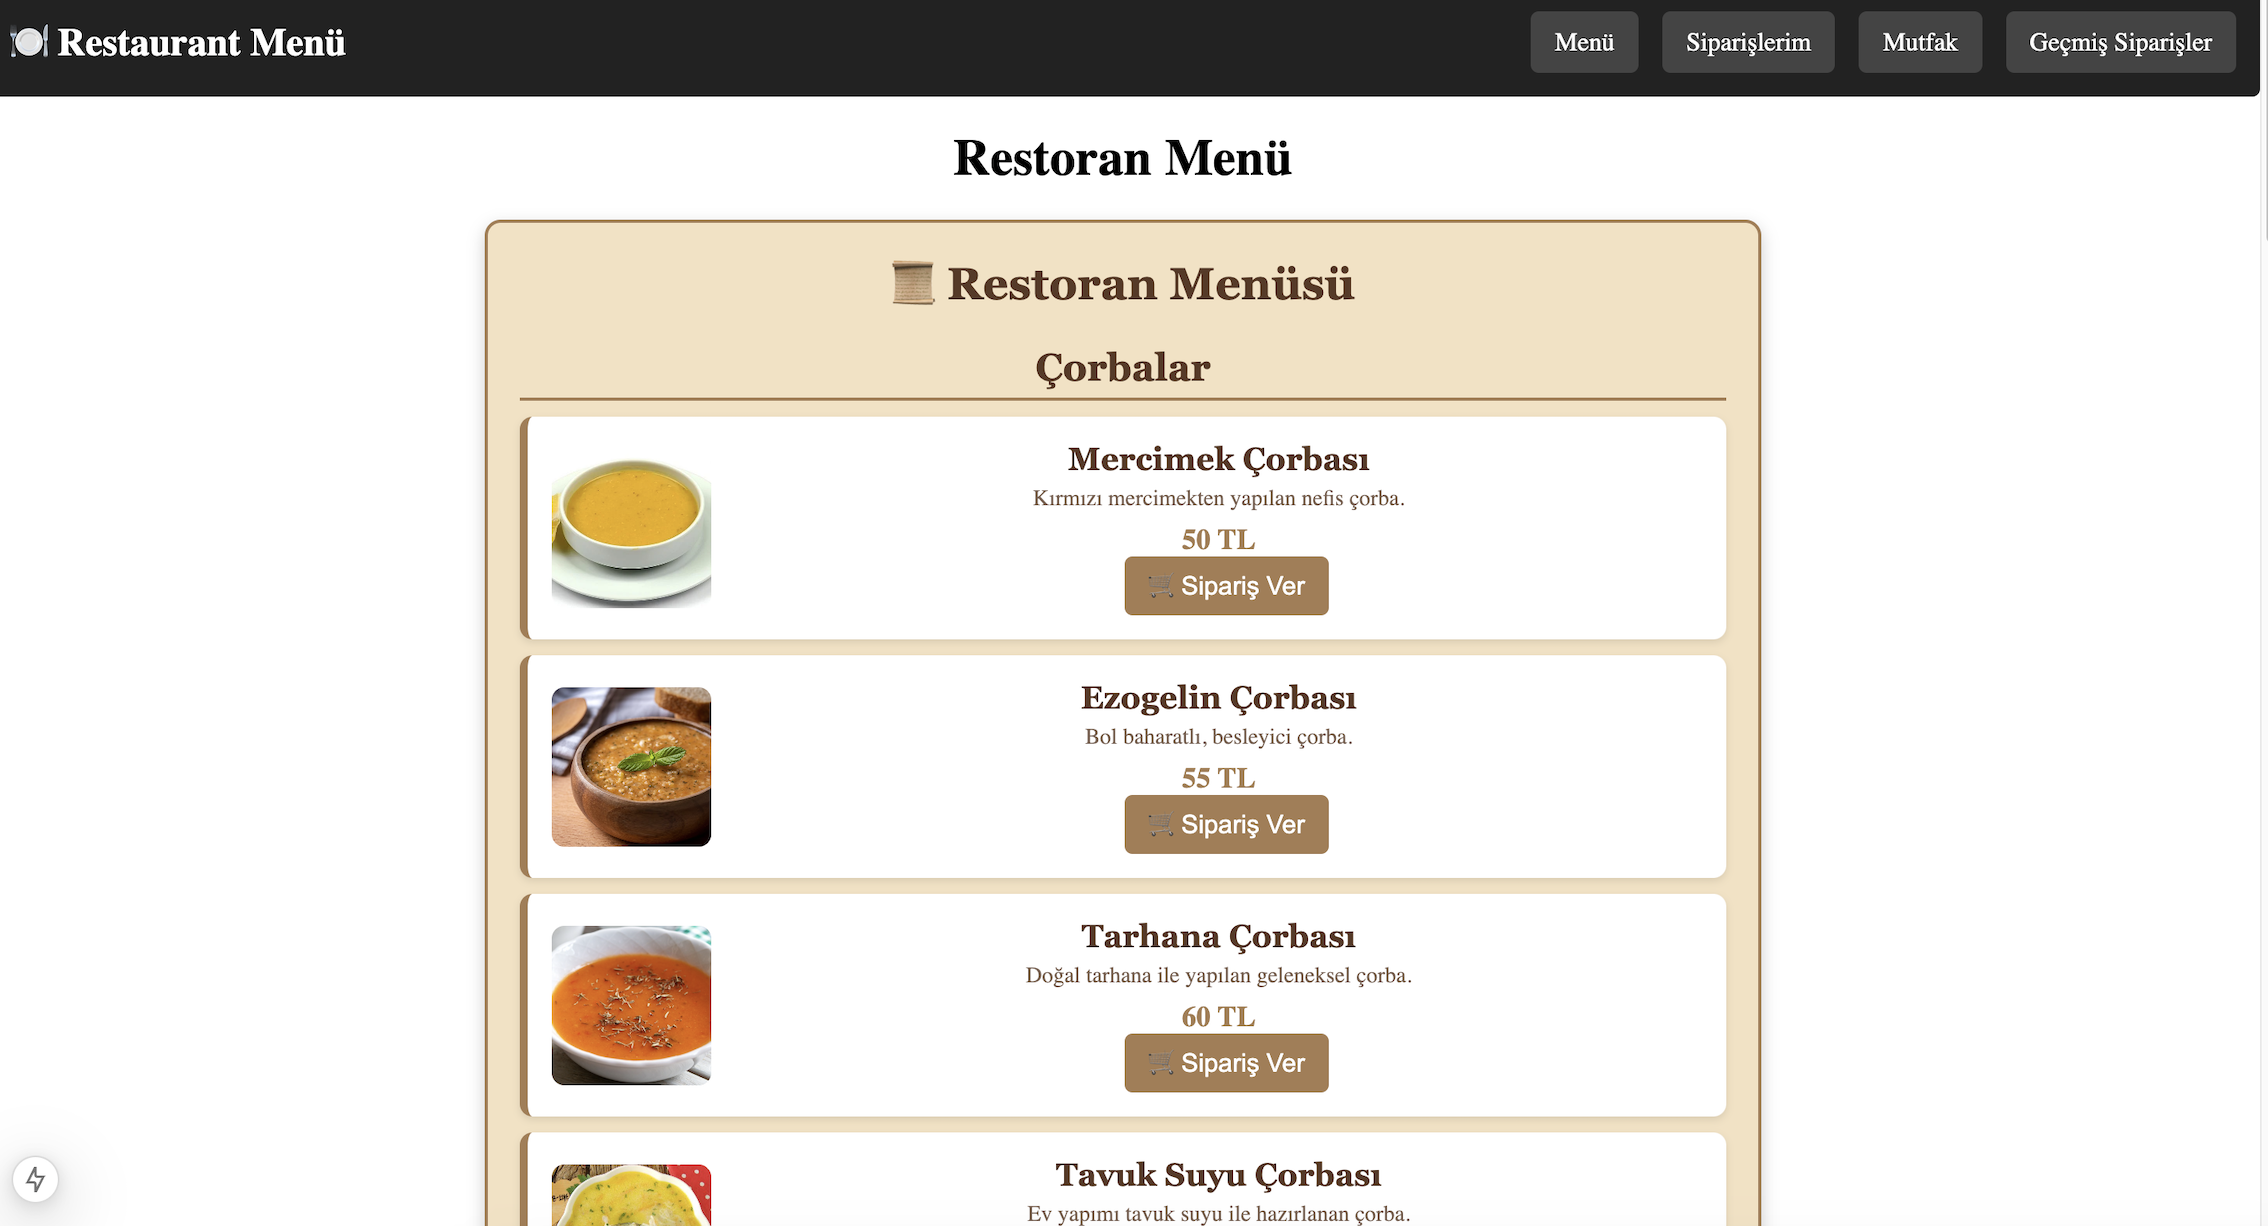 Restaurant Menü
Menü
Siparişlerim
Mutfak
Geçmiş Siparişler
Restoran Menü
Restoran Menüsü
Çorbalar
Mercimek Çorbası
Kırmızı mercimekten yapılan nefis çorba.
50 TL
Sipariş Ver
Ezogelin Çorbası
Bol baharatlı, besleyici çorba.
55 TL
Sipariş Ver
Tarhana Çorbası
Doğal tarhana ile yapılan geleneksel çorba.
60 TL
Sipariş Ver
Tavuk Suyu Çorbası
Ev yapımı tavuk suyu ile hazırlanan çorba.